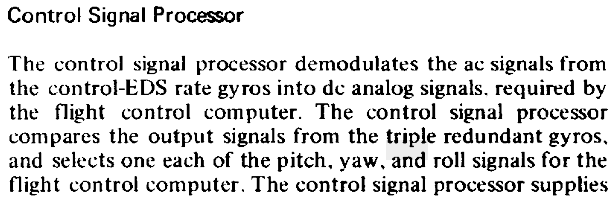 Control Signal Processor
The control signal processor demodulates the ac signals from
the control-EDS rate gyros into dc analog signals. required by
the flight control computer. The control signal processor
compares the output signals from the triple redundant gyros,
and selects one each of the pitch, yaw, and roll signals for the
flight control computer. The control signal processor supplies